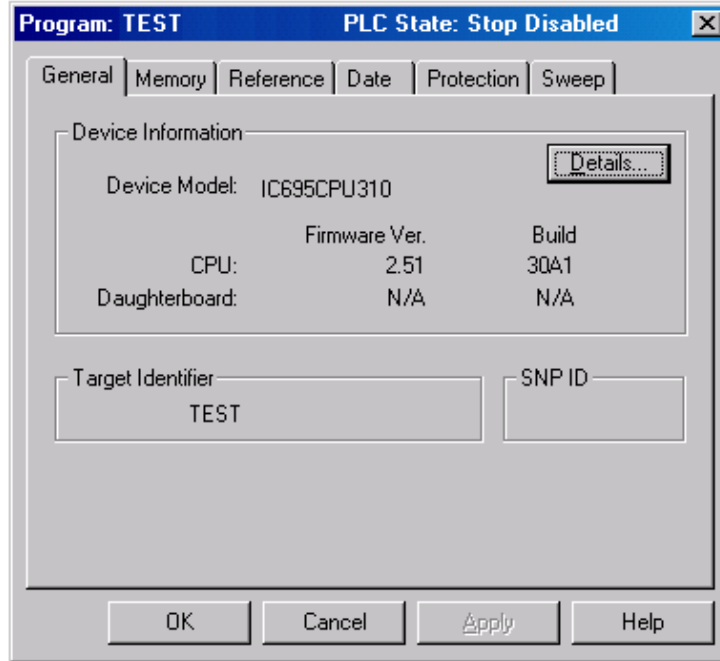 Program: TEST PLC State: Stop Disabled
General Memory Reference Date Protection Sweep
Device Information
Details...
Device Model: IC695CPU310
Firmware Ver. Build
CPU: 2.51 30A1
Daughterboard: N/A N/A
Target Identifier SNP ID
TEST
OK Cancel Apply Help